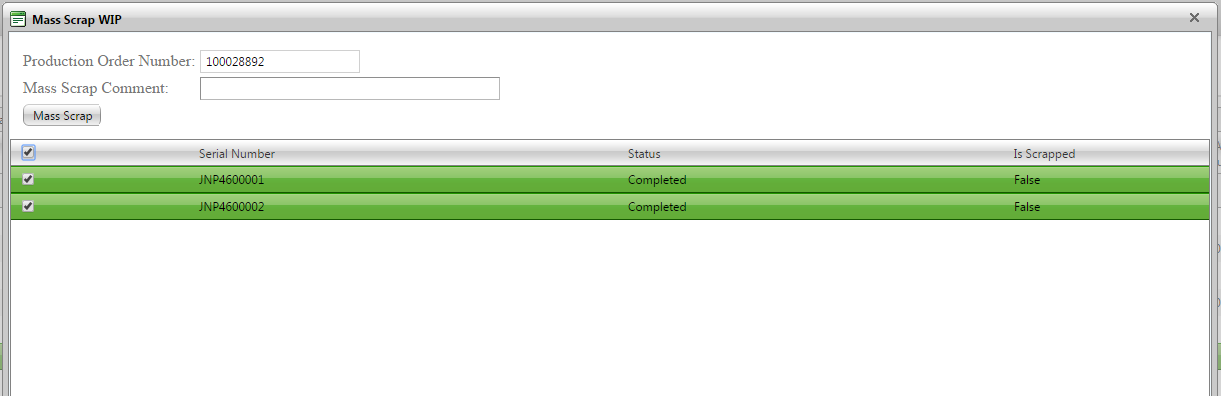 Mass Scrap WIP
Production Order Number: 100028892
Mass Scrap Comment:
Mass Scrap
Serial Number Status Is Scrapped
JNP4600001 Completed False
JNP4600002 Completed False